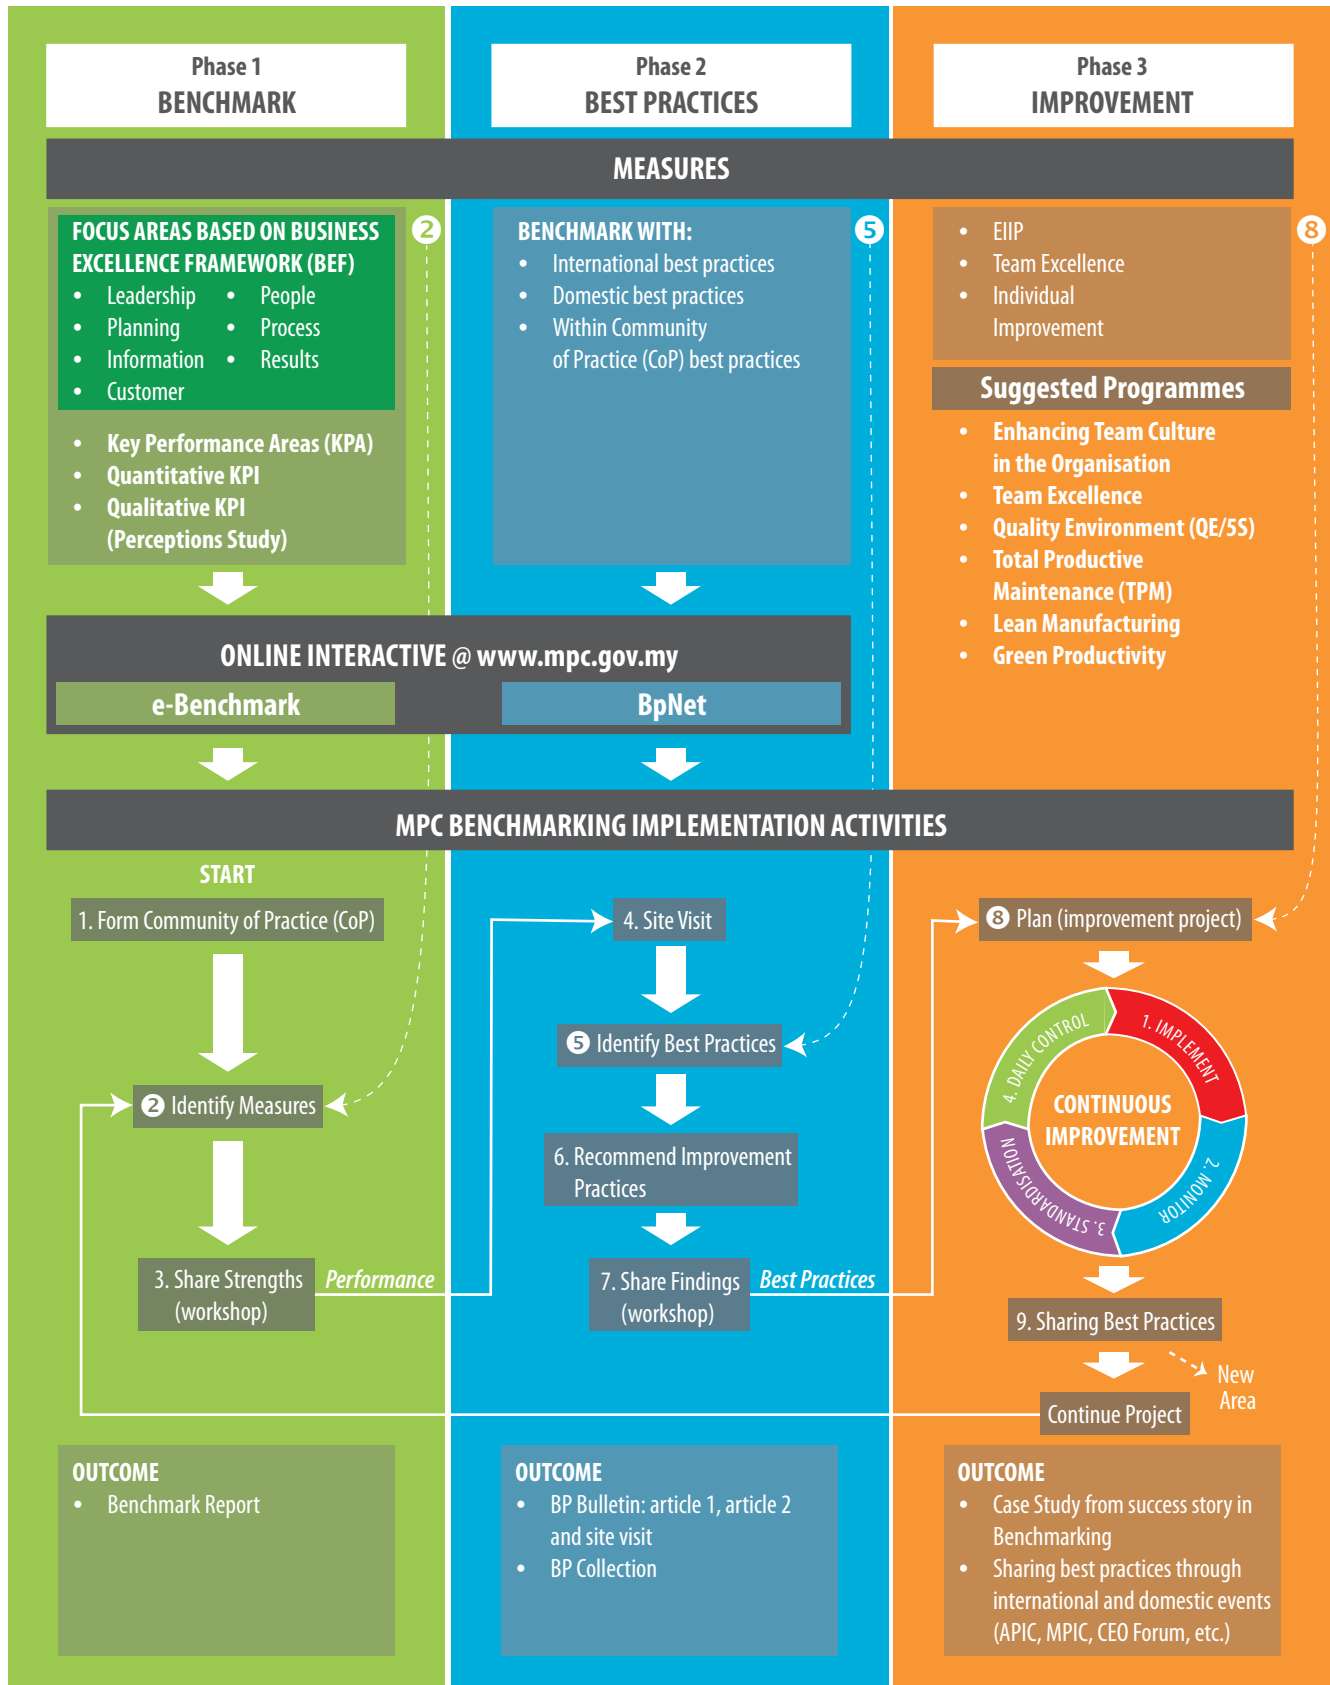 Phase 1
BENCHMARK
Phase 2
BEST PRACTICES
Phase 3
IMPROVEMENT
MEASURES
FOCUS AREAS BASED ON BUSINESS
EXCELLENCE FRAMEWORK (BEF)
• Leadership • People
• Planning • Process
• Information • Results
• Customer
• Key Performance Areas (KPA)
• Quantitative KPI
• Qualitative KPI
(Perceptions Study)
2
BENCHMARK WITH:
• International best practices
• Domestic best practices
• Within Community
of Practice (CoP) best practices
5
• EIIP
• Team Excellence
• Individual
Improvement
8
Suggested Programmes
• Enhancing Team Culture
in the Organisation
• Team Excellence
• Quality Environment (QE/5S)
• Total Productive
Maintenance (TPM)
• Lean Manufacturing
• Green Productivity
ONLINE INTERACTIVE @ www.mpc.gov.my
e-Benchmark
BpNet
MPC BENCHMARKING IMPLEMENTATION ACTIVITIES
START
1. Form Community of Practice (CoP)
2 Identify Measures
3. Share Strengths
(workshop)
Performance
4. Site Visit
5 Identify Best Practices
6. Recommend Improvement
Practices
7. Share Findings
(workshop)
Best Practices
8 Plan (improvement project)
1. IMPLEMENT
2. MONITOR
3. STANDARDISATION
4. DAILY CONTROL
CONTINUOUS
IMPROVEMENT
9. Sharing Best Practices
New
Area
Continue Project
OUTCOME
• Benchmark Report
OUTCOME
• BP Bulletin: article 1, article 2
and site visit
• BP Collection
OUTCOME
• Case Study from success story in
Benchmarking
• Sharing best practices through
international and domestic events
(APIC, MPIC, CEO Forum, etc.)